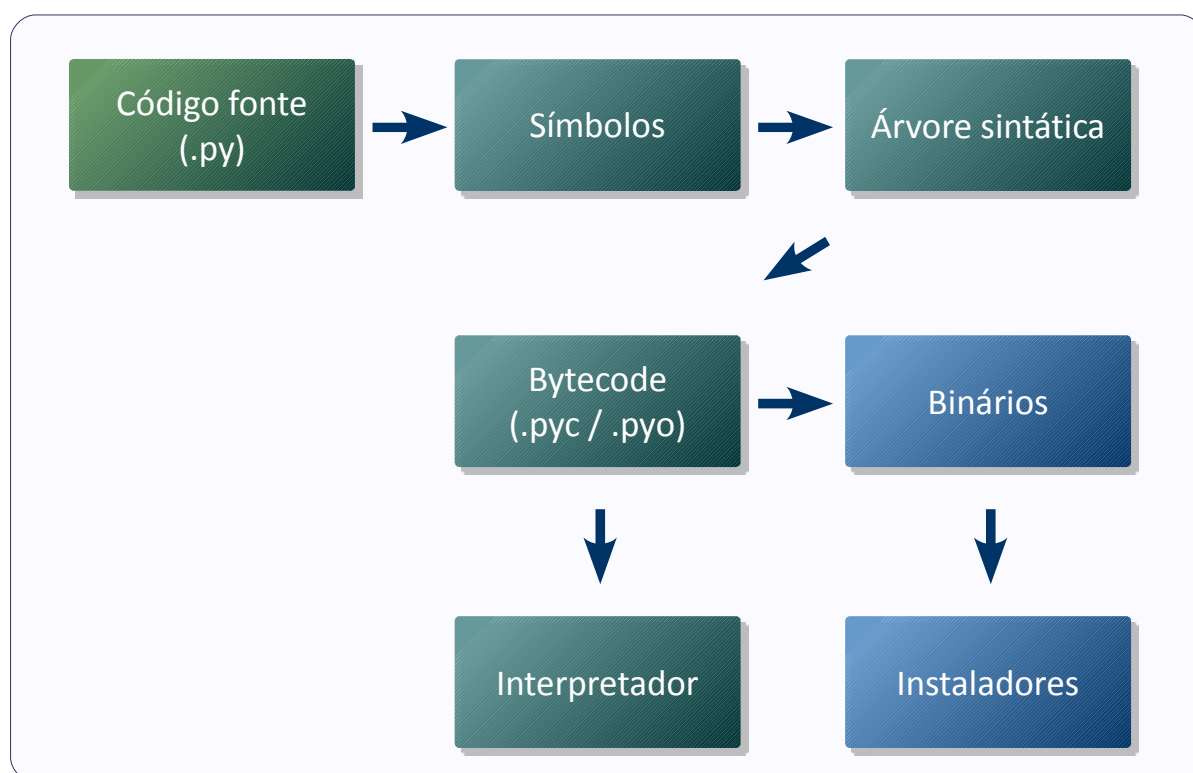 Código fonte
(.py)
Símbolos
Árvore sintática
Bytecode
(.pyc / .pyo)
Binários
Interpretador
Instaladores